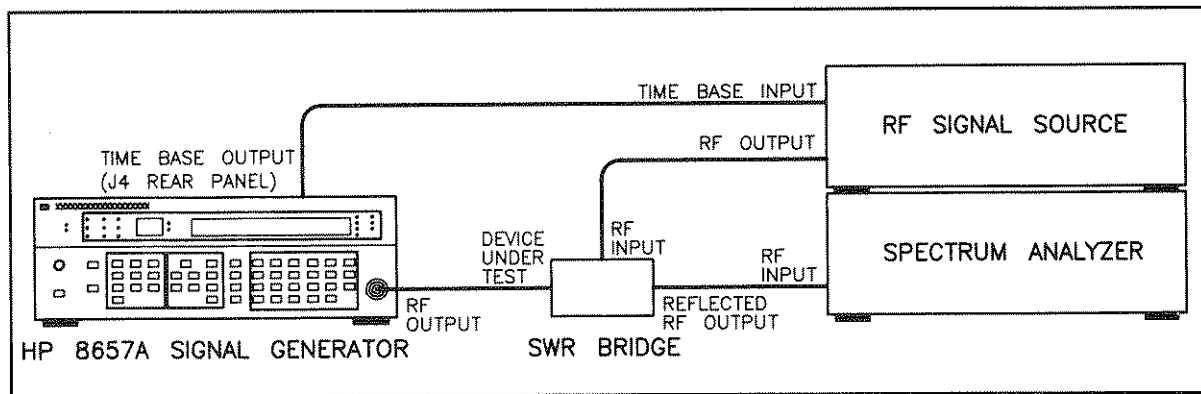 TIME BASE INPUT
RF SIGNAL SOURCE
RF OUTPUT
TIME BASE OUTPUT
(J4 REAR PANEL)
DEVICE
UNDER
TEST
RF
INPUT
RF
INPUT
SPECTRUM ANALYZER
RF
OUTPUT
REFLECTED
RF OUTPUT
HP 8657A SIGNAL GENERATOR
SWR BRIDGE